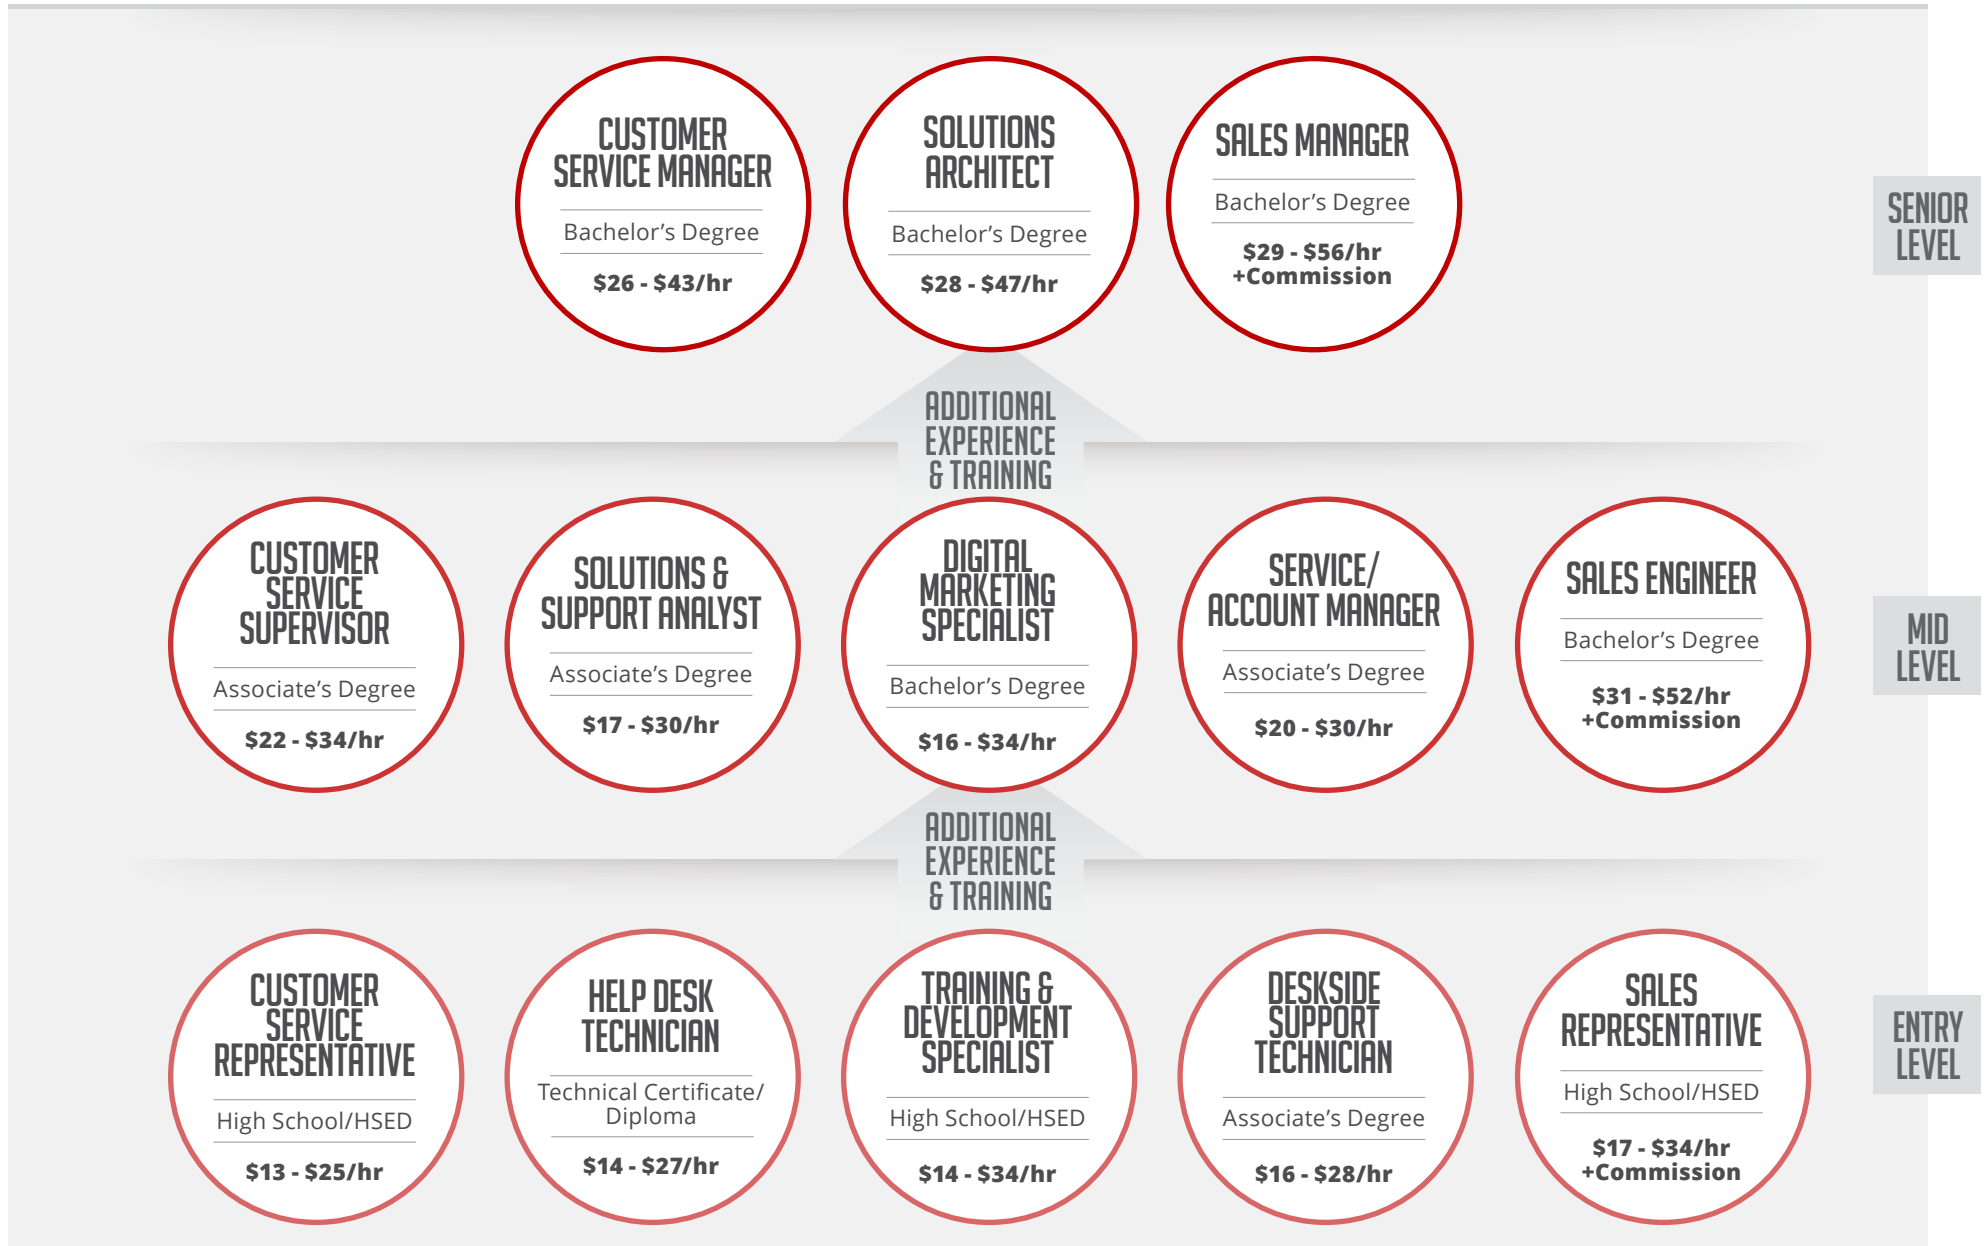 CUSTOMER
SERVICE MANAGER
Bachelor's Degree
$26 - $43/hr
SOLUTIONS
ARCHITECT
Bachelor's Degree
$28 - $47/hr
SALES MANAGER
Bachelor's Degree
$29 - $56/hr
+Commission
SENIOR
LEVEL
ADDITIONAL
EXPERIENCE
& TRAINING
CUSTOMER
SERVICE
SUPERVISOR
Associate's Degree
$22 - $34/hr
SOLUTIONS &
SUPPORT ANALYST
Associate's Degree
$17 - $30/hr
DIGITAL
MARKETING
SPECIALIST
Bachelor's Degree
$16 - $34/hr
SERVICE/
ACCOUNT MANAGER
Associate's Degree
$20 - $30/hr
SALES ENGINEER
Bachelor's Degree
$31 - $52/hr
+Commission
MID
LEVEL
ADDITIONAL
EXPERIENCE
& TRAINING
CUSTOMER
SERVICE
REPRESENTATIVE
High School/HSED
$13 - $25/hr
HELP DESK
TECHNICIAN
Technical Certificate/
Diploma
$14 - $27/hr
TRAINING &
DEVELOPMENT
SPECIALIST
High School/HSED
$14 - $34/hr
DESKSIDE
SUPPORT
TECHNICIAN
Associate's Degree
$16 - $28/hr
SALES
REPRESENTATIVE
High School/HSED
$17 - $34/hr
+Commission
ENTRY
LEVEL